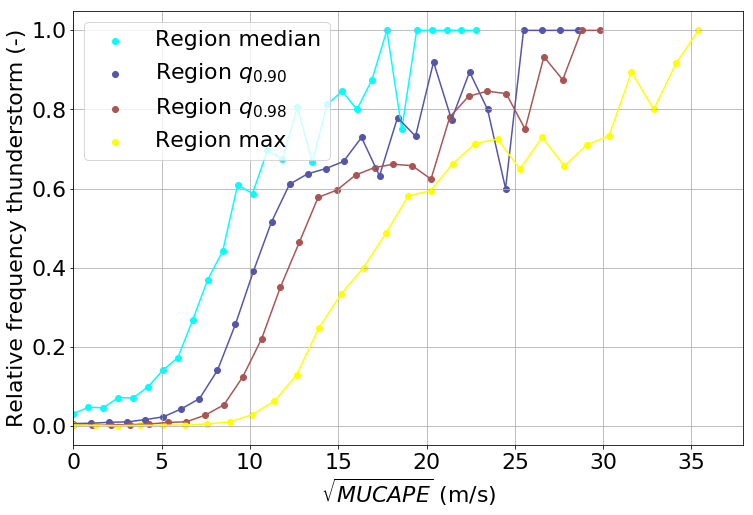 Relative frequency thunderstorm (-)
1.0
0.8
0.6
0.4
0.2
0.0
Region median
Region q0.90
Region q0.98
Region max
0 5 10 15 20 25 30 35
√MUCAPE (m/s)